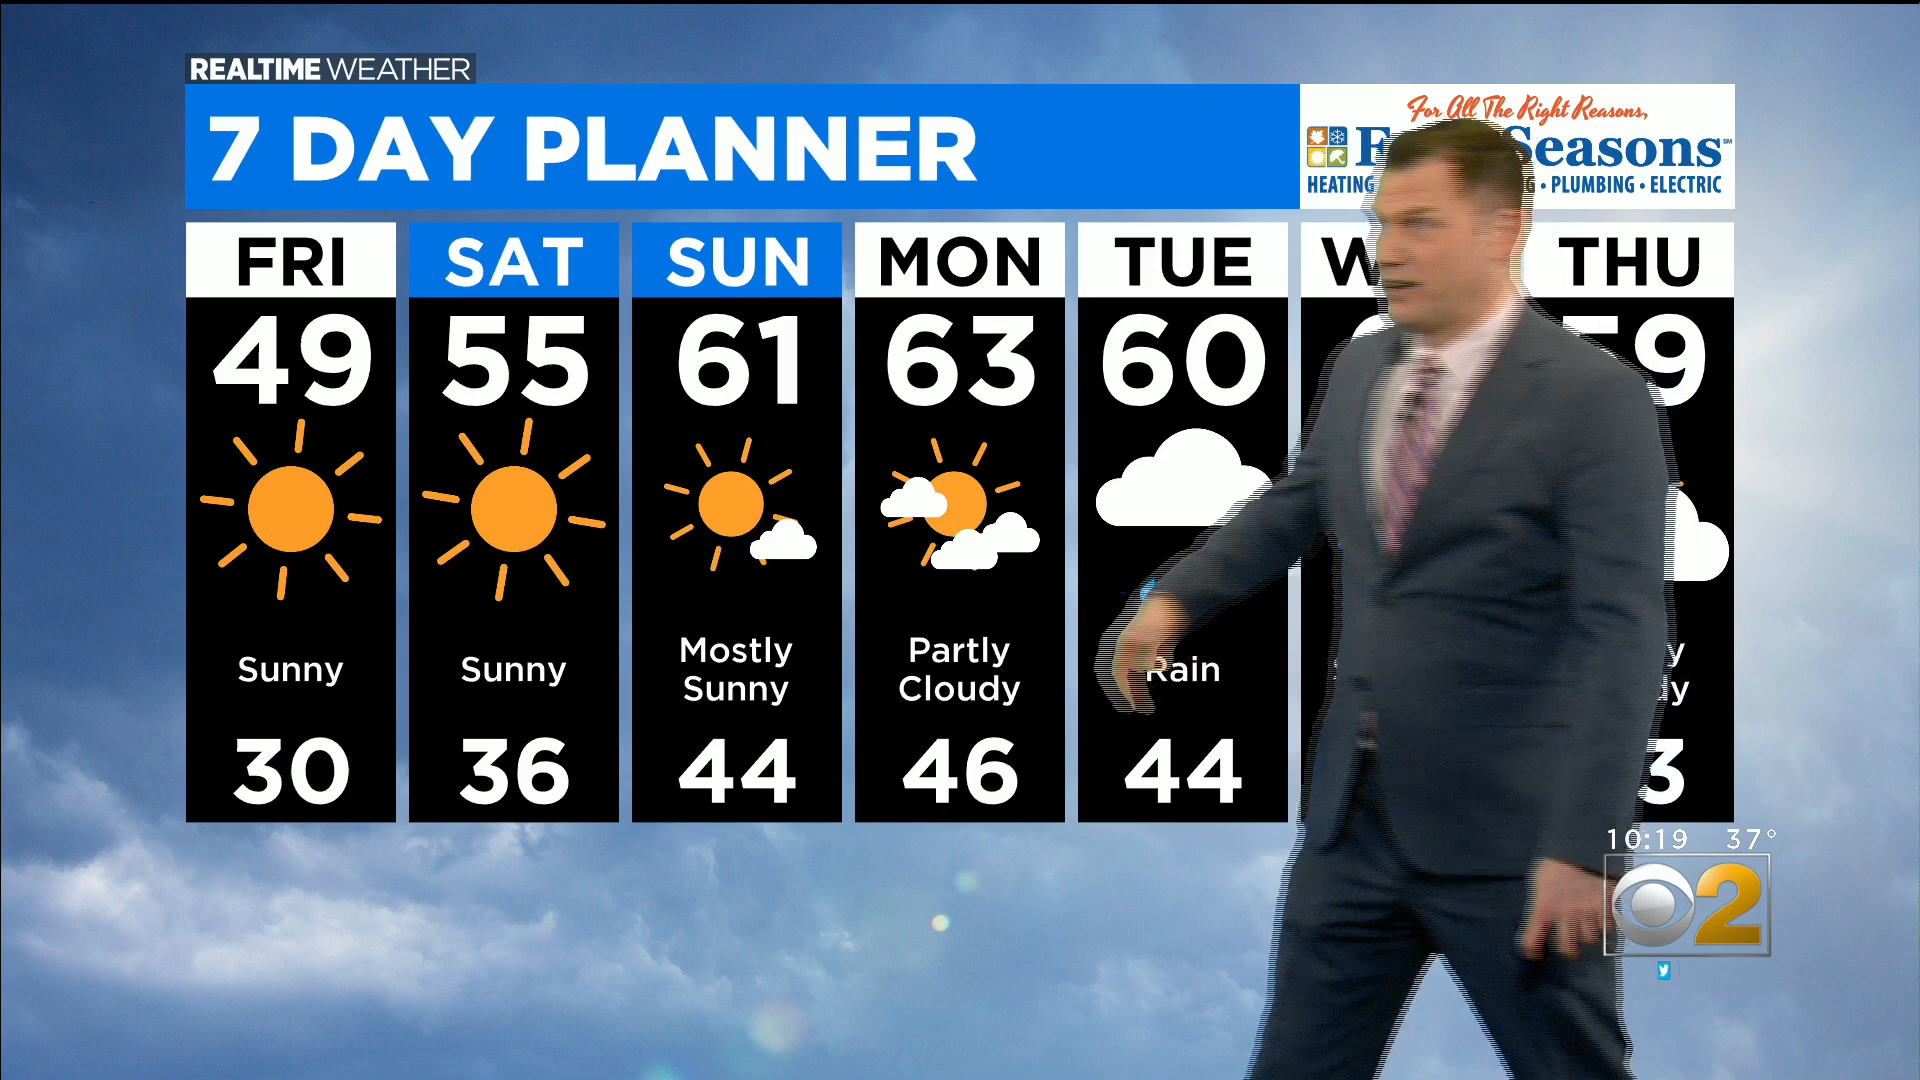 REALTIME WEATHER
7 DAY PLANNER
For All The Right Reasons,
Seasons SM
HEATING • PLUMBING • ELECTRIC
FRI SAT SUN MON TUE THU
49 55 61 63 60
Sunny Sunny Mostly Sunny Partly Cloudy Rain
30 36 44 46 44
10:19 37°
2